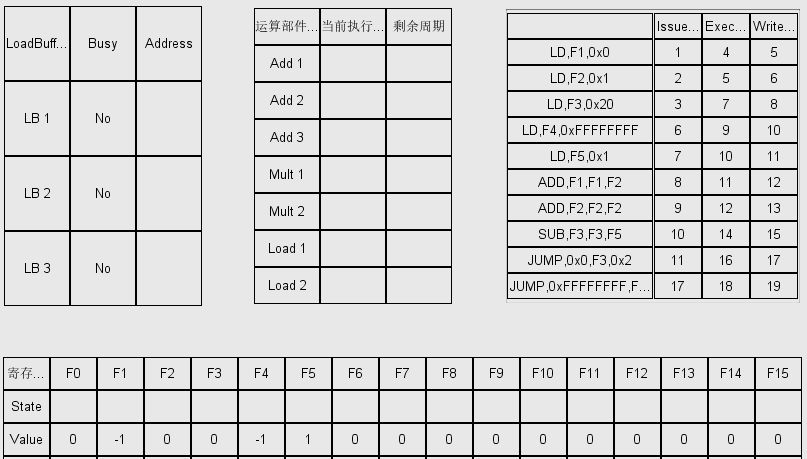 LoadBuff... Busy Address
LB 1 No
LB 2 No
LB 3 No
运算部件... 当前执行... 剩余周期
Add 1
Add 2
Add 3
Mult 1
Mult 2
Load 1
Load 2
Issue... Exec... Write...
LD,F1,0x0 1 4 5
LD,F2,0x1 2 5 6
LD,F3,0x20 3 7 8
LD,F4,0xFFFFFFFF 6 9 10
LD,F5,0x1 7 10 11
ADD,F1,F1,F2 8 11 12
ADD,F2,F2,F2 9 12 13
SUB,F3,F3,F5 10 14 15
JUMP,0x0,F3,0x2 11 16 17
JUMP,0xFFFFFFFF,F... 17 18 19
寄存... F0 F1 F2 F3 F4 F5 F6 F7 F8 F9 F10 F11 F12 F13 F14 F15
State
Value 0 -1 0 0 -1 1 0 0 0 0 0 0 0 0 0 0